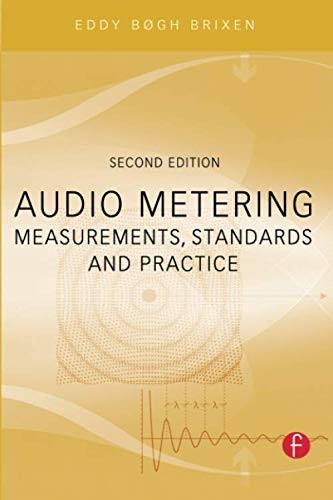 EDDY BØGH BRIXEN
SECOND EDITION
AUDIO METERING
MEASUREMENTS, STANDARDS
AND PRACTICE
λ λ λ
f